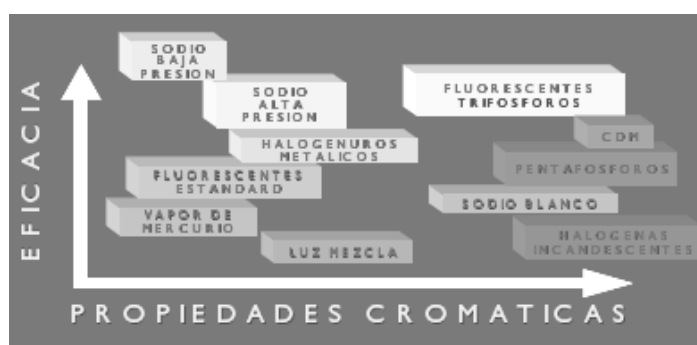 SODIO
BAJA
PRESION
SODIO
ALTA
PRESION
FLUORESCENTES
TRIFOSFOROS
HALOGENUROS
METALICOS
CDM
FLUORESCENTES
ESTANDARD
PENTAFOSFOROS
VAPOR DE
MERCURIO
SODIO BLANCO
LUZ MEZCLA
HALOGENAS
INCANDESCENTES
EFICACIA
PROPIEDADES CROMATICAS